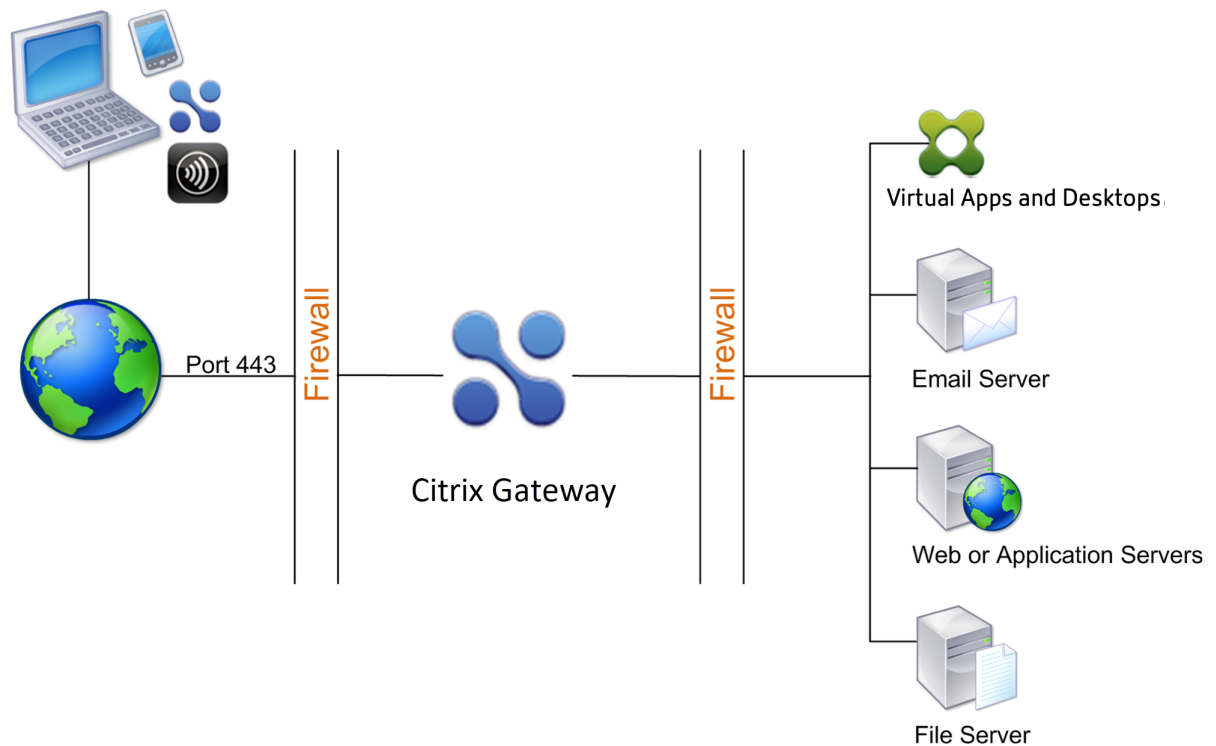 Port 443
Firewall
Citrix Gateway
Firewall
Virtual Apps and Desktops
Email Server
Web or Application Servers
File Server